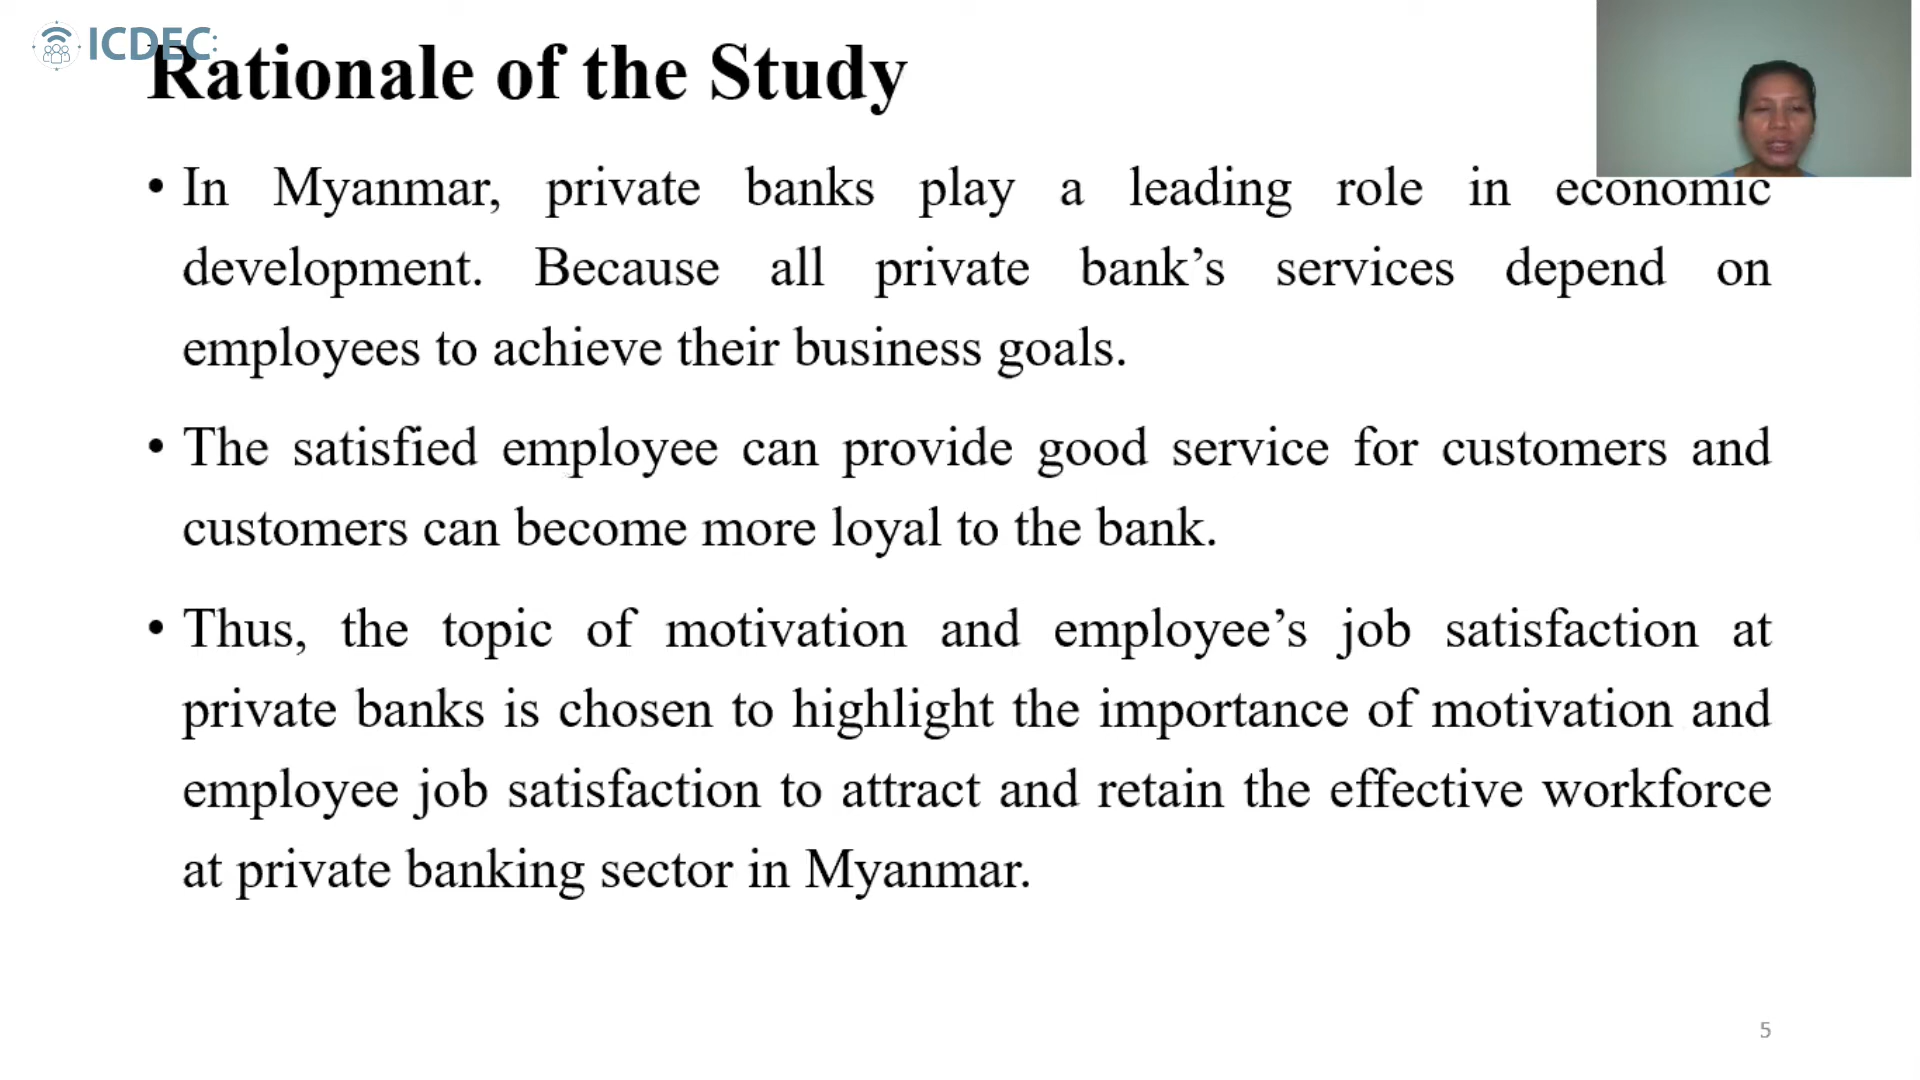 ICDEC:
Rationale of the Study
• In Myanmar, private banks play a leading role in economic
development. Because all private bank’s services depend on
employees to achieve their business goals.
• The satisfied employee can provide good service for customers and
customers can become more loyal to the bank.
• Thus, the topic of motivation and employee’s job satisfaction at
private banks is chosen to highlight the importance of motivation and
employee job satisfaction to attract and retain the effective workforce
at private banking sector in Myanmar.
5